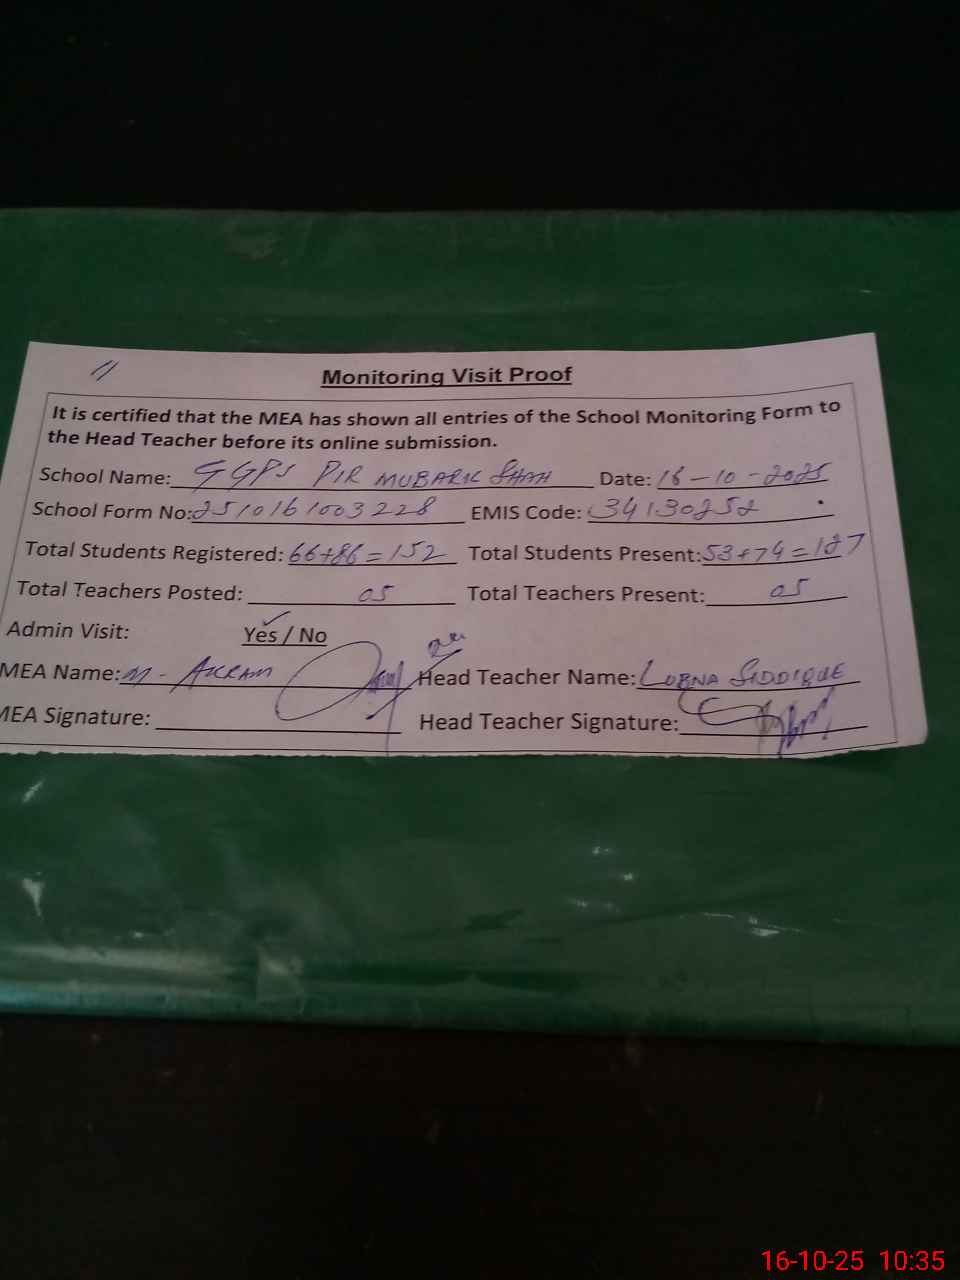 Monitoring Visit Proof
It is certified that the MEA has shown all entries of the School Monitoring Form to
the Head Teacher before its online submission.
School Name: GGPS PIR MUBARIK SHAH Date: 16-10-2025
School Form No: 2510161003228 EMIS Code: 34130252
Total Students Registered: 66+86=152 Total Students Present: 53+74=127
Total Teachers Posted: 05 Total Teachers Present: 05
Admin Visit: Yes / No
MEA Name: M. AKRAM Head Teacher Name: LUBNA SIDDIQUE
MEA Signature: Head Teacher Signature:
16-10-25 10:35